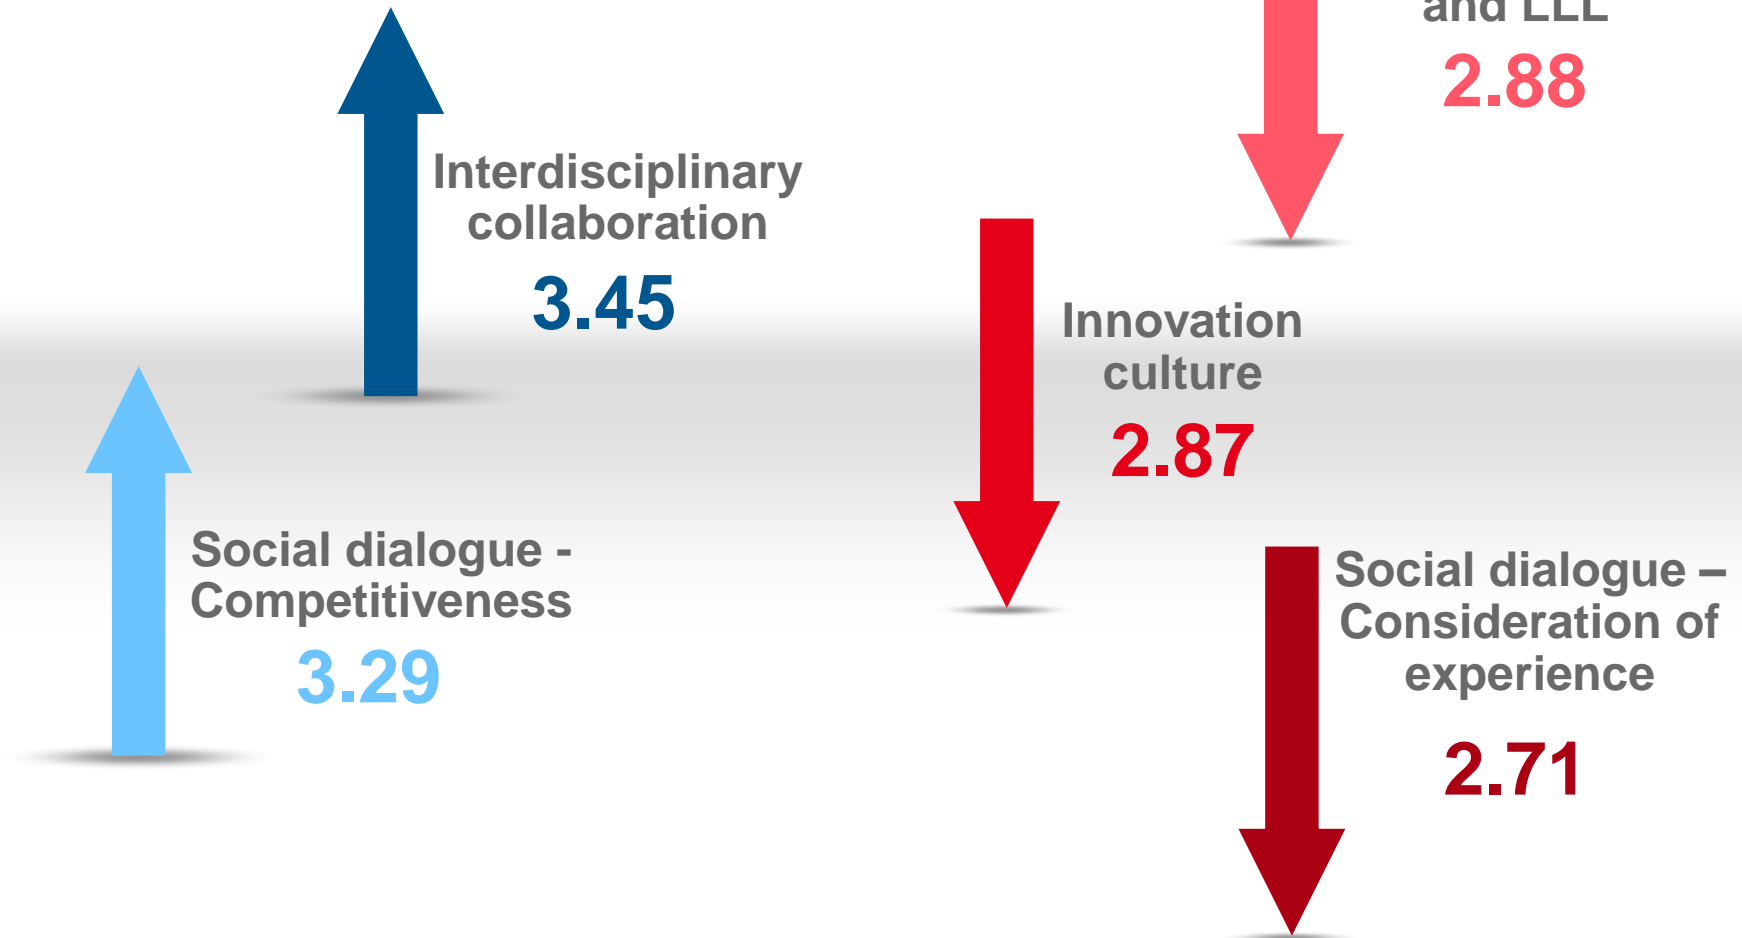 and LLL
2.88
Interdisciplinary
collaboration
3.45
Innovation
culture
2.87
Social dialogue -
Competitiveness
3.29
Social dialogue –
Consideration of
experience
2.71